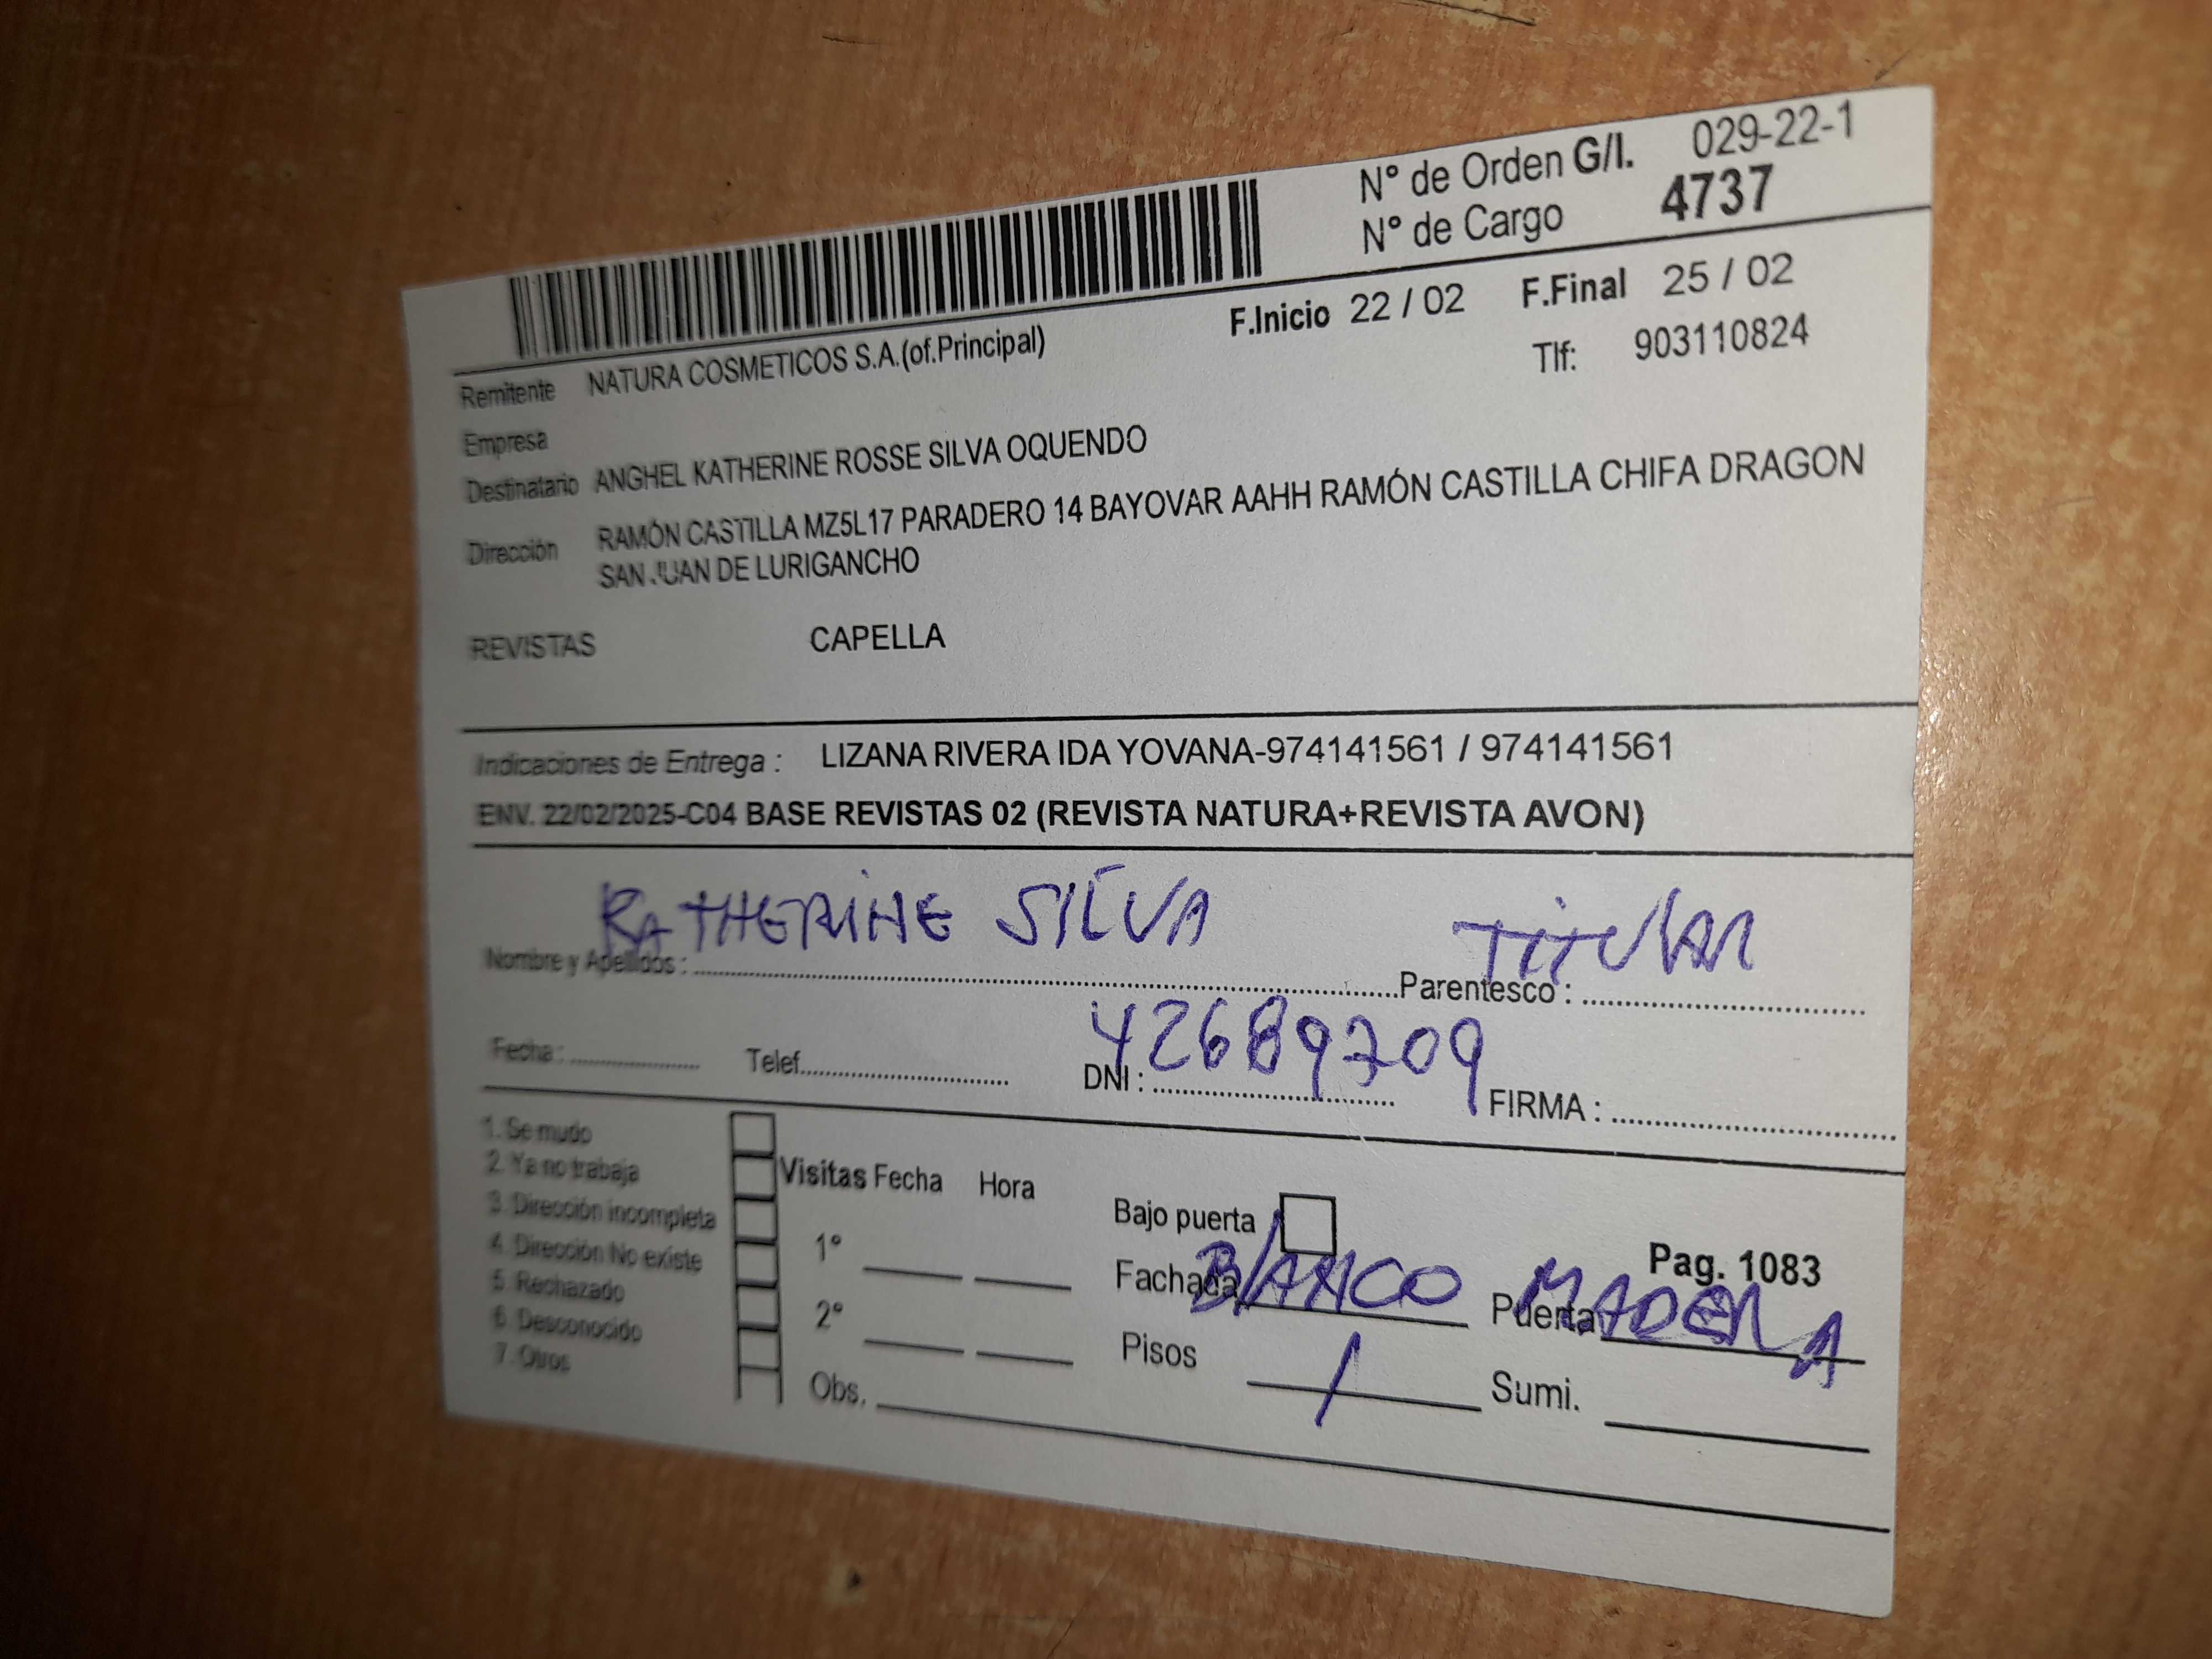 N° de Orden G/I. 029-22-1
N° de Cargo 4737
F.Inicio 22 / 02 F.Final 25 / 02
Remitente NATURA COSMETICOS S.A.(of.Principal) Tlf: 903110824
Empresa
Destinatario ANGHEL KATHERINE ROSSE SILVA OQUENDO
Dirección RAMÓN CASTILLA MZ5L17 PARADERO 14 BAYOVAR AAHH RAMÓN CASTILLA CHIFA DRAGON
SAN JUAN DE LURIGANCHO
REVISTAS CAPELLA
Indicaciones de Entrega : LIZANA RIVERA IDA YOVANA-974141561 / 974141561
ENV. 22/02/2025-C04 BASE REVISTAS 02 (REVISTA NATURA+REVISTA AVON)
Nombre y Apellidos : KATHERINE SILVA Parentesco : TITULAR
Fecha : Telef. DNI : 42689709 FIRMA :
1. Se mudo
2. Ya no trabaja
3. Dirección incompleta
4. Dirección No existe
5. Rechazado
6. Desconocido
7. Otros
Visitas Fecha Hora
1°
2°
Obs.
Bajo puerta
Pag. 1083
Fachada BLANCO Puerta MADERA
Pisos 1 Sumi.